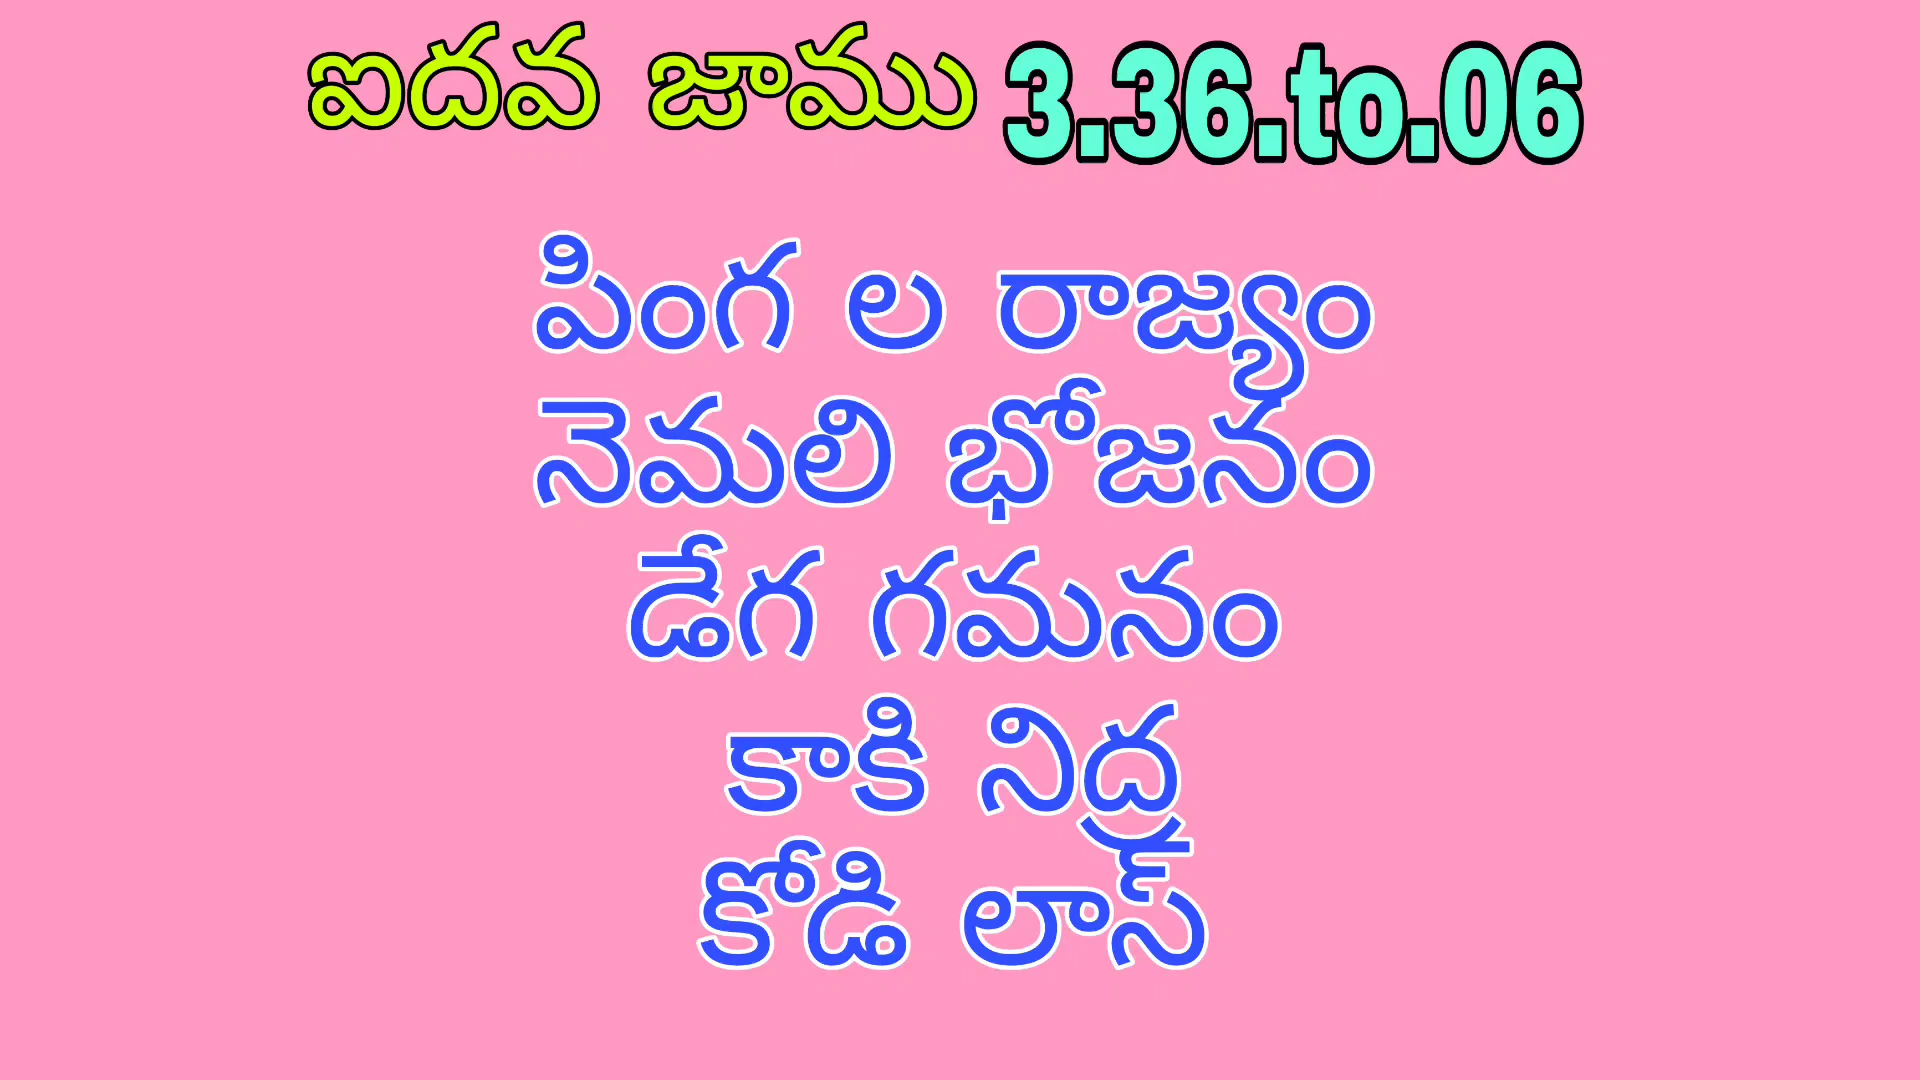 ఐదవ జాము 3.36.to.06
పింగ ల రాజ్యం
నెమలి భోజనం
డేగ గమనం
కాకి నిద్ర
కోడి లాస్